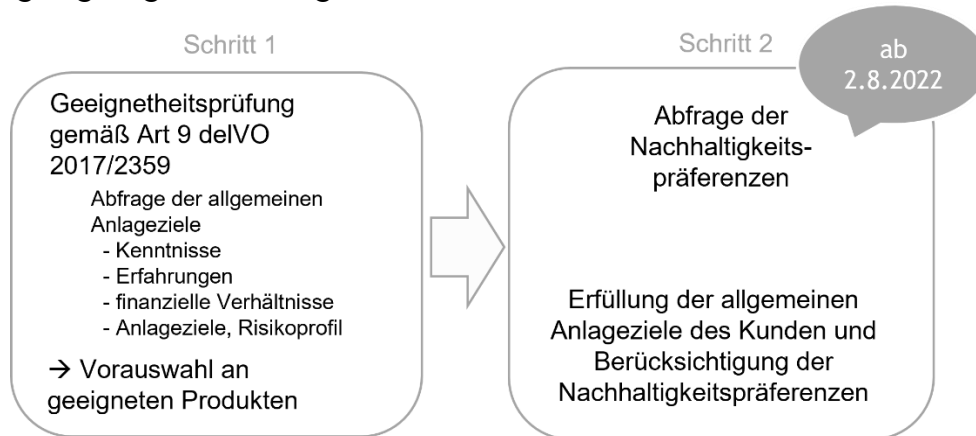 Schritt 1
Geeignetheitsprüfung
gemäß Art 9 delVO
2017/2359
Abfrage der allgemeinen
Anlageziele
- Kenntnisse
- Erfahrungen
- finanzielle Verhältnisse
- Anlageziele, Risikoprofil
→ Vorauswahl an
geeigneten Produkten
Schritt 2
ab
2.8.2022
Abfrage der
Nachhaltigkeits-
präferenzen
Erfüllung der allgemeinen
Anlageziele des Kunden und
Berücksichtigung der
Nachhaltigkeitspräferenzen